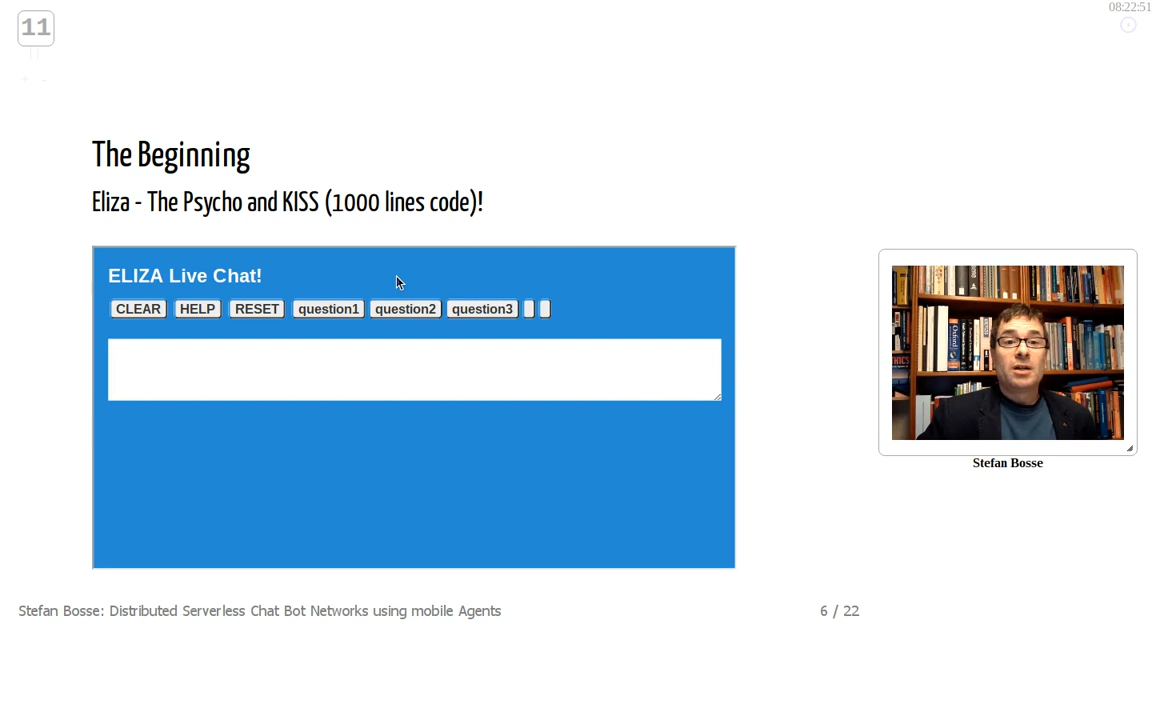 08:22:51
11
The Beginning
Eliza - The Psycho and KISS (1000 lines code)!
ELIZA Live Chat!
CLEAR HELP RESET question1 question2 question3
Oxford
Stefan Bosse
Stefan Bosse: Distributed Serverless Chat Bot Networks using mobile Agents
6 / 22